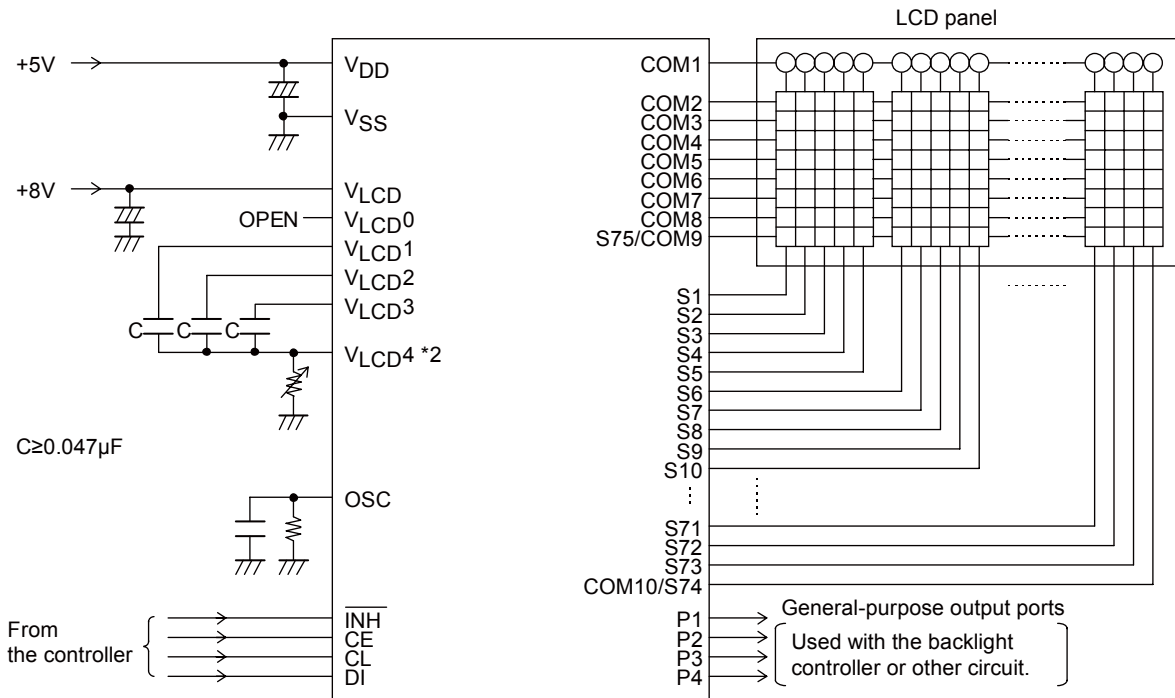 LCD panel
+5V
VDD
VSS
+8V
VLCD
OPEN
VLCD0
VLCD1
VLCD2
VLCD3
C
C
C
VLCD4 *2
C≥0.047µF
OSC
From
the controller
INH
CE
CL
DI
COM1
COM2
COM3
COM4
COM5
COM6
COM7
COM8
S75/COM9
S1
S2
S3
S4
S5
S6
S7
S8
S9
S10
S71
S72
S73
COM10/S74
P1
P2
P3
P4
General-purpose output ports
Used with the backlight
controller or other circuit.